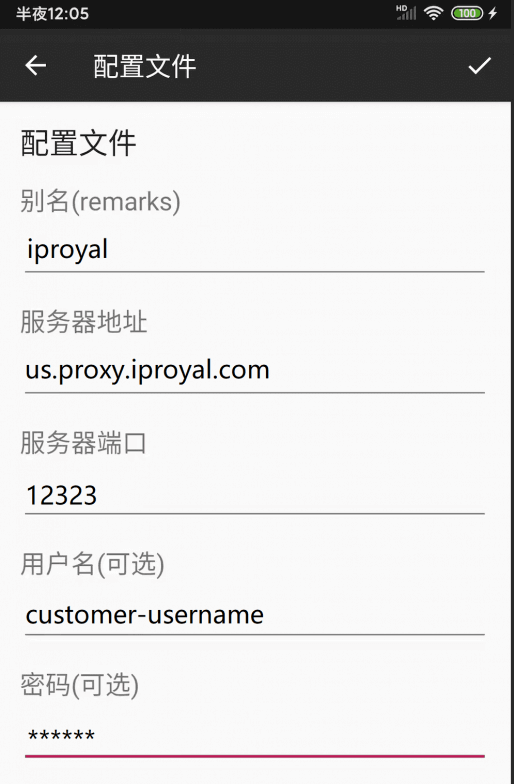 半夜12:05
HD
100
配置文件
配置文件
别名(remarks)
iproyal
服务器地址
us.proxy.iproyal.com
服务器端口
12323
用户名(可选)
customer-username
密码(可选)
******